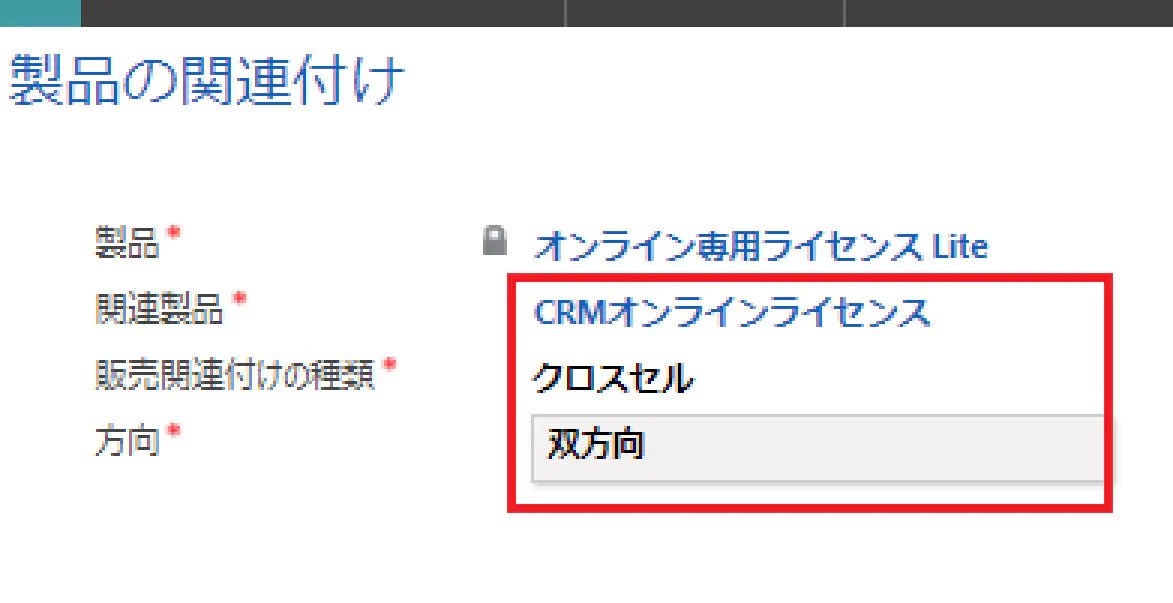 製品の関連付け
製品* オンライン専用ライセンス Lite
関連製品* CRMオンラインライセンス
販売関連付けの種類* クロスセル
方向* 双方向